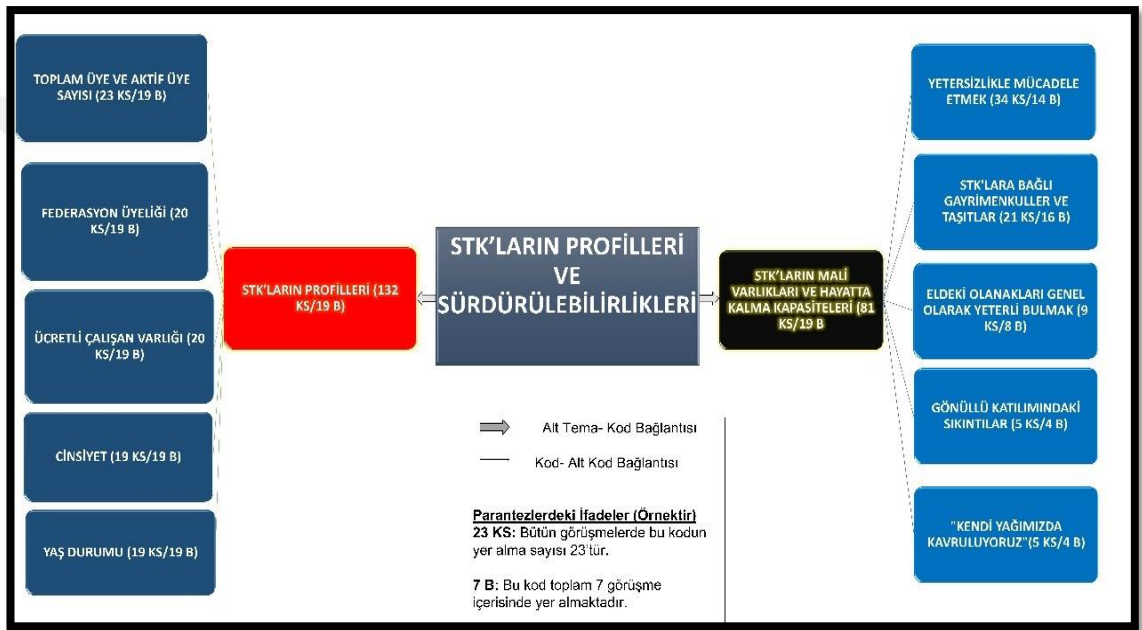 TOPLAM ÜYE VE AKTİF ÜYE
SAYISI (23 KS/19 B)
FEDERASYON ÜYELİĞİ (20
KS/19 B)
ÜCRETLİ ÇALIŞAN VARLIĞI (20
KS/19 B)
CİNSİYET (19 KS/19 B)
YAŞ DURUMU (19 KS/19 B)
STK'LARIN PROFİLLERİ (132
KS/19 B)
STK'LARIN PROFİLLERİ
VE
SÜRDÜRÜLEBİLİRLİKLERİ
STK'LARIN MALİ
VARLIKLARI VE HAYATTA
KALMA KAPASİTELERİ (81
KS/19 B
YETERSİZLİKLE MÜCADELE
ETMEK (34 KS/14 B)
STK'LARA BAĞLI
GAYRİMENKULLER VE
TAŞITLAR (21 KS/16 B)
ELDEKİ OLANAKLARI GENEL
OLARAK YETERLİ BULMAK (9
KS/8 B)
GÖNÜLLÜ KATILIMINDAKİ
SIKINTILAR (5 KS/4 B)
"KENDİ YAĞIMIZDA
KAVRULUYORUZ"(5 KS/4 B)
Alt Tema- Kod Bağlantısı
Kod- Alt Kod Bağlantısı
Parantezlerdeki İfadeler (Örnektir)
23 KS: Bütün görüşmelerde bu kodun
yer alma sayısı 23'tür.
7 B: Bu kod toplam 7 görüşme
içerisinde yer almaktadır.